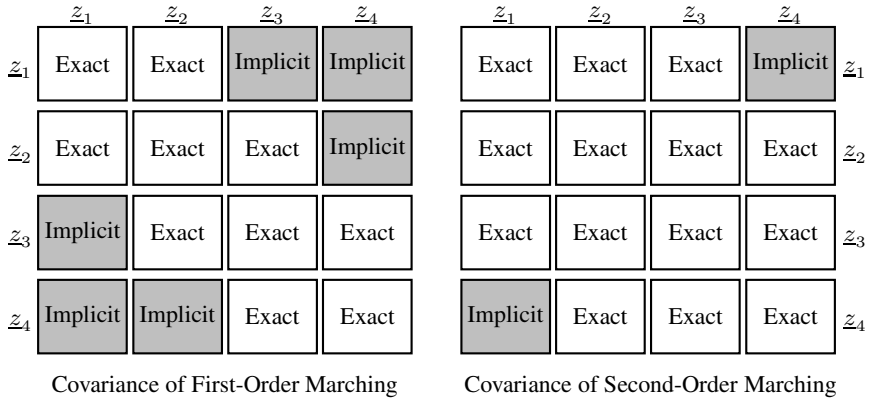 z₁ z₂ z₃ z₄ z₁ z₂ z₃ z₄
z₁ Exact Exact Implicit Implicit Exact Exact Exact Implicit z₁
z₂ Exact Exact Exact Implicit Exact Exact Exact Exact z₂
z₃ Implicit Exact Exact Exact Exact Exact Exact Exact z₃
z₄ Implicit Implicit Exact Exact Implicit Exact Exact Exact z₄
Covariance of First-Order Marching Covariance of Second-Order Marching